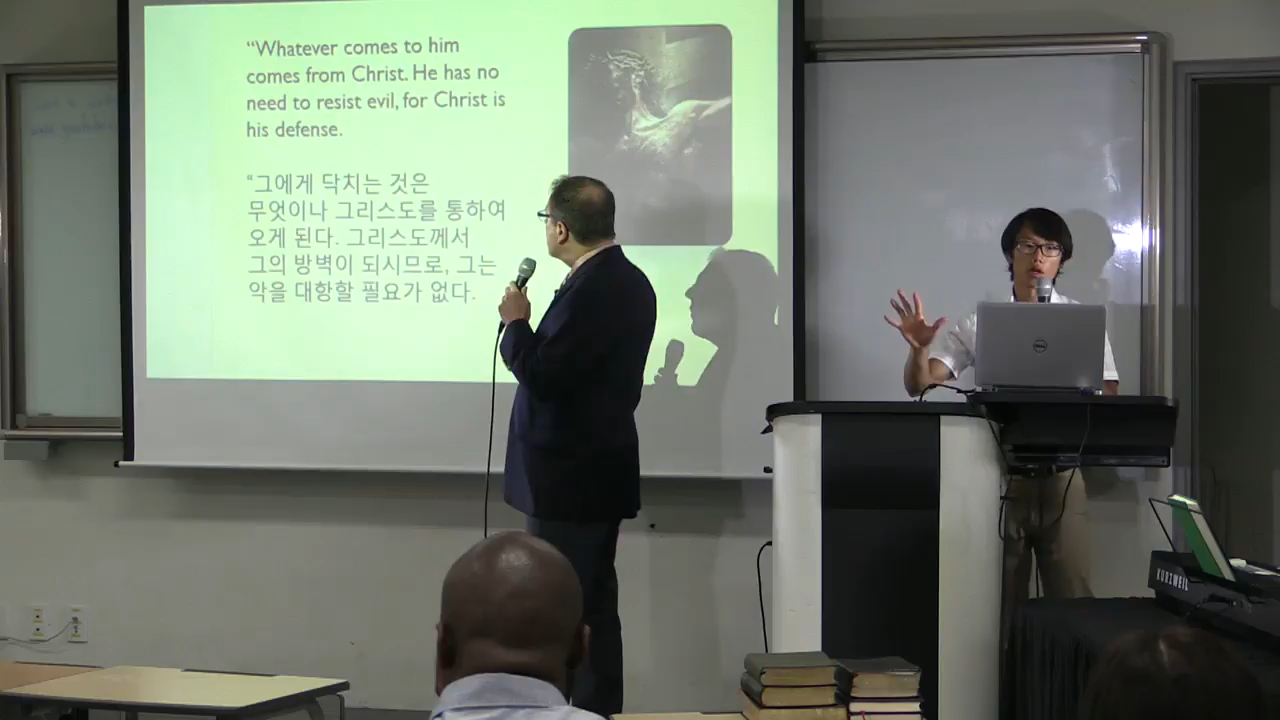 “Whatever comes to him
comes from Christ. He has no
need to resist evil, for Christ is
his defense.
“그에게 닥치는 것은
무엇이나 그리스도를 통하여
오게 된다. 그리스도께서
그의 방벽이 되시므로, 그는
악을 대항할 필요가 없다.
DELL
KURZWEIL